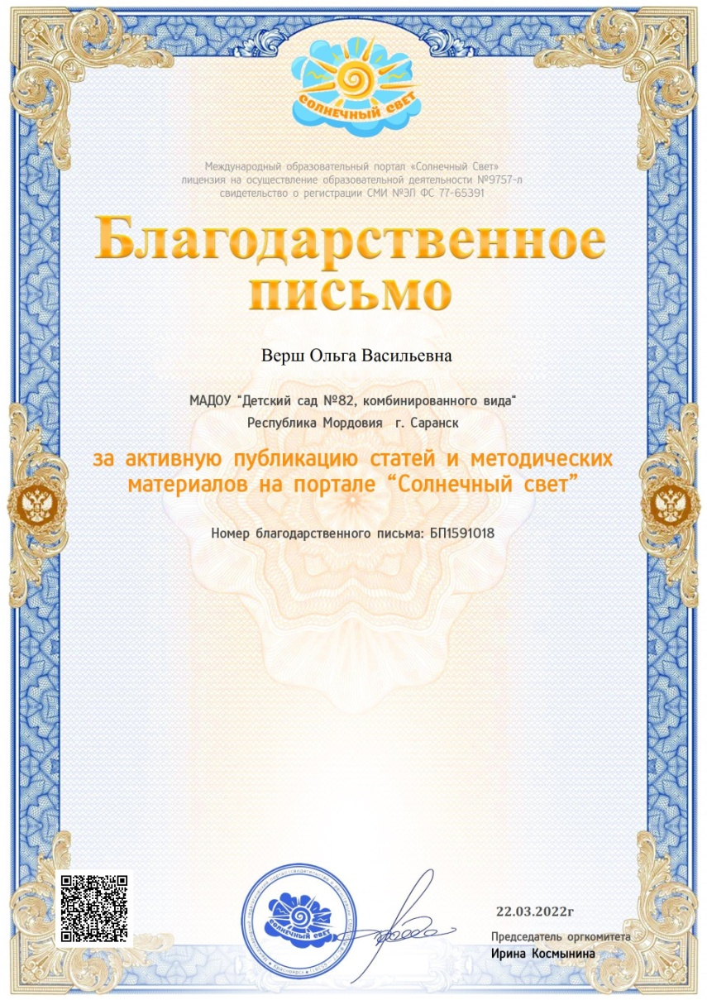 СОЛНЕЧНЫЙ СВЕТ
Международный образовательный портал «Солнечный Свет»
лицензия на осуществление образовательной деятельности №9757-л
свидетельство о регистрации СМИ №ЭЛ ФС 77-65391
Благодарственное
письмо
Верш Ольга Васильевна
МАДОУ "Детский сад №82, комбинированного вида"
Республика Мордовия г. Саранск
за активную публикацию статей и методических
материалов на портале “Солнечный свет”
Номер благодарственного письма: БП1591018
СОЛНЕЧНЫЙ СВЕТ
22.03.2022г
Председатель оргкомитета
Ирина Космынина